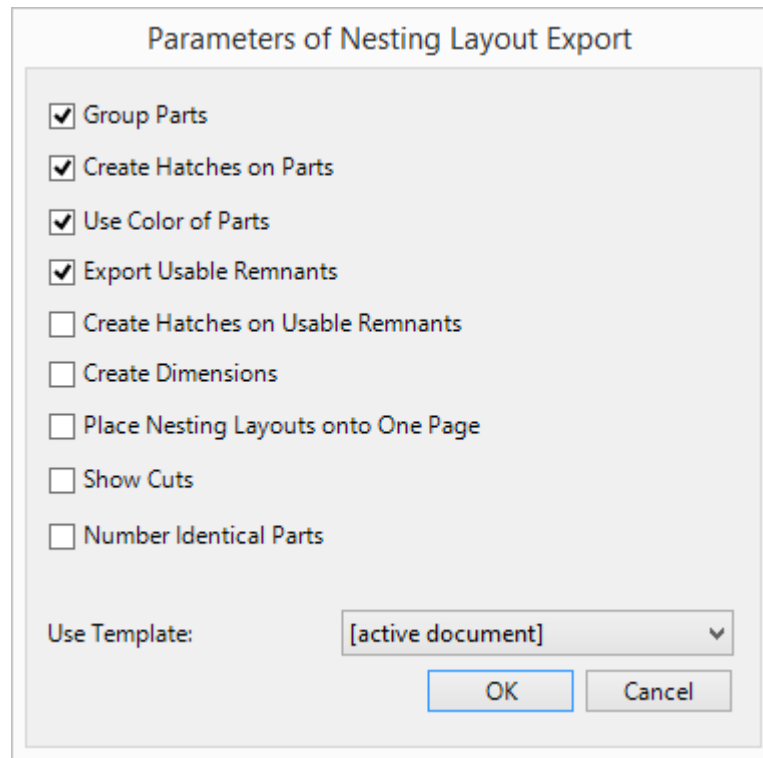 Parameters of Nesting Layout Export
Group Parts
Create Hatches on Parts
Use Color of Parts
Export Usable Remnants
Create Hatches on Usable Remnants
Create Dimensions
Place Nesting Layouts onto One Page
Show Cuts
Number Identical Parts
Use Template: [active document]
OK Cancel